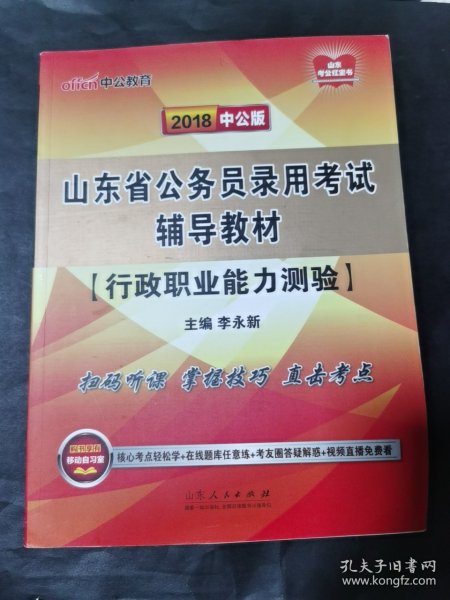 offcn中公教育
山东
考公红宝书
2018 中公版
山东省公务员录用考试
辅导教材
【行政职业能力测验】
主编 李永新
扫码听课 掌握技巧 直击考点
移动自习室
核心考点轻松学+在线题库任意练+考友圈答疑解惑+视频直播免费看
山东人民出版社
孔夫子旧书网
www.kongfz.com